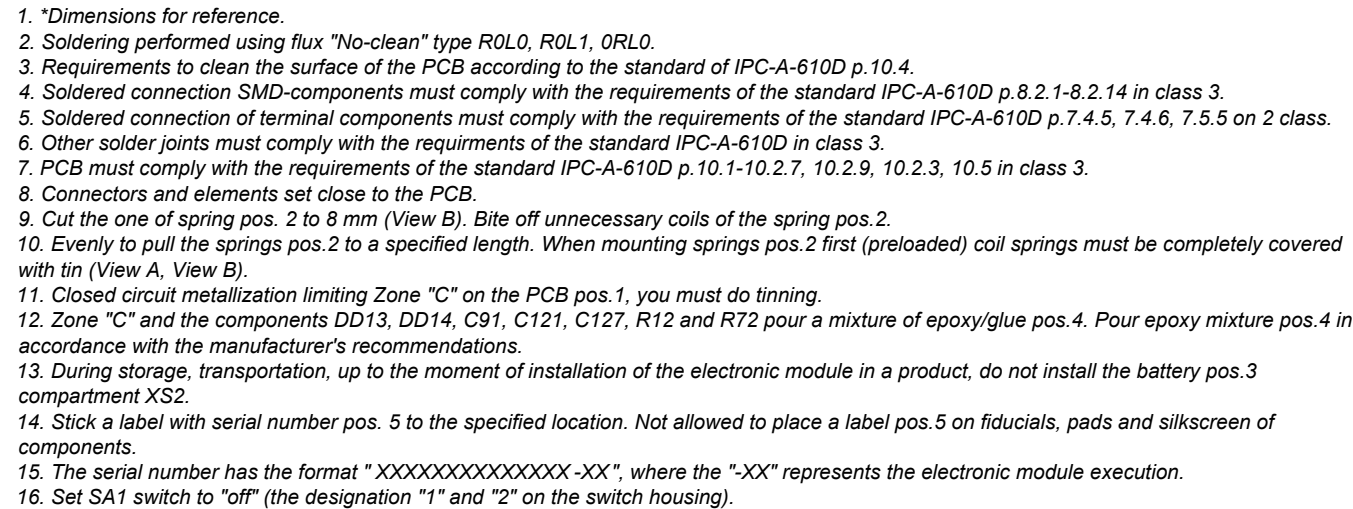 1. *Dimensions for reference.
2. Soldering performed using flux "No-clean" type R0L0, R0L1, 0RL0.
3. Requirements to clean the surface of the PCB according to the standard of IPC-A-610D p.10.4.
4. Soldered connection SMD-components must comply with the requirements of the standard IPC-A-610D p.8.2.1-8.2.14 in class 3.
5. Soldered connection of terminal components must comply with the requirements of the standard IPC-A-610D p.7.4.5, 7.4.6, 7.5.5 on 2 class.
6. Other solder joints must comply with the requirments of the standard IPC-A-610D in class 3.
7. PCB must comply with the requirements of the standard IPC-A-610D p.10.1-10.2.7, 10.2.9, 10.2.3, 10.5 in class 3.
8. Connectors and elements set close to the PCB.
9. Cut the one of spring pos. 2 to 8 mm (View B). Bite off unnecessary coils of the spring pos.2.
10. Evenly to pull the springs pos.2 to a specified length. When mounting springs pos.2 first (preloaded) coil springs must be completely covered
with tin (View A, View B).
11. Closed circuit metallization limiting Zone "C" on the PCB pos.1, you must do tinning.
12. Zone "C" and the components DD13, DD14, C91, C121, C127, R12 and R72 pour a mixture of epoxy/glue pos.4. Pour epoxy mixture pos.4 in
accordance with the manufacturer's recommendations.
13. During storage, transportation, up to the moment of installation of the electronic module in a product, do not install the battery pos.3
compartment XS2.
14. Stick a label with serial number pos. 5 to the specified location. Not allowed to place a label pos.5 on fiducials, pads and silkscreen of
components.
15. The serial number has the format " XXXXXXXXXXXXXX -XX", where the "-XX" represents the electronic module execution.
16. Set SA1 switch to "off" (the designation "1" and "2" on the switch housing).